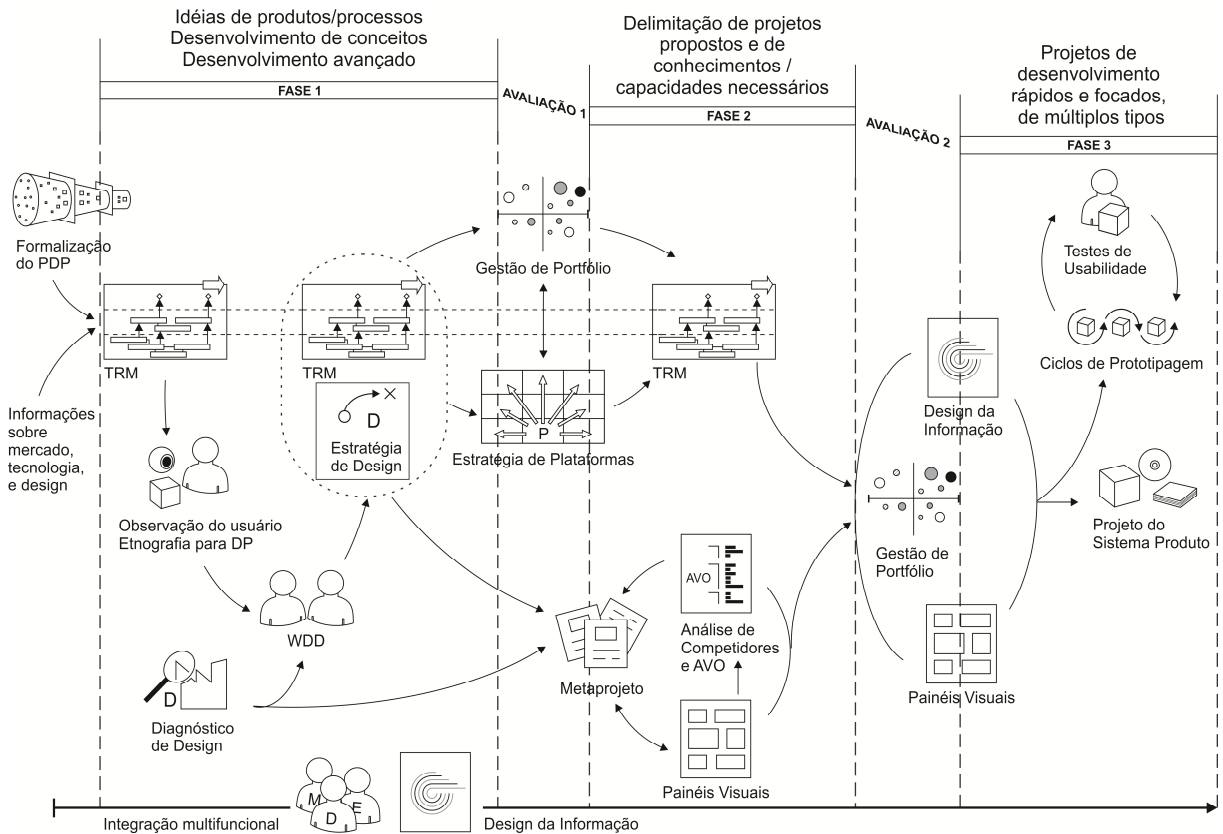 Idéias de produtos/processos
Desenvolvimento de conceitos
Desenvolvimento avançado
FASE 1
AVALIAÇÃO 1
Delimitação de projetos
propostos e de
conhecimentos /
capacidades necessários
FASE 2
AVALIAÇÃO 2
Projetos de
desenvolvimento
rápidos e focados,
de múltiplos tipos
FASE 3
Formalização
do PDP
TRM
Informações
sobre
mercado,
tecnologia,
e design
Observação do usuário
Etnografia para DP
WDD
D
Diagnóstico
de Design
TRM
D
Estratégia
de Design
Gestão de Portfólio
P
Estratégia de Plataformas
TRM
Metaprojeto
AVO
Análise de
Competidores
e AVO
Painéis Visuais
Design da
Informação
Gestão de
Portfólio
Painéis Visuais
Testes de
Usabilidade
Ciclos de Prototipagem
Projeto do
Sistema Produto
M
D
E
Integração multifuncional
Design da Informação